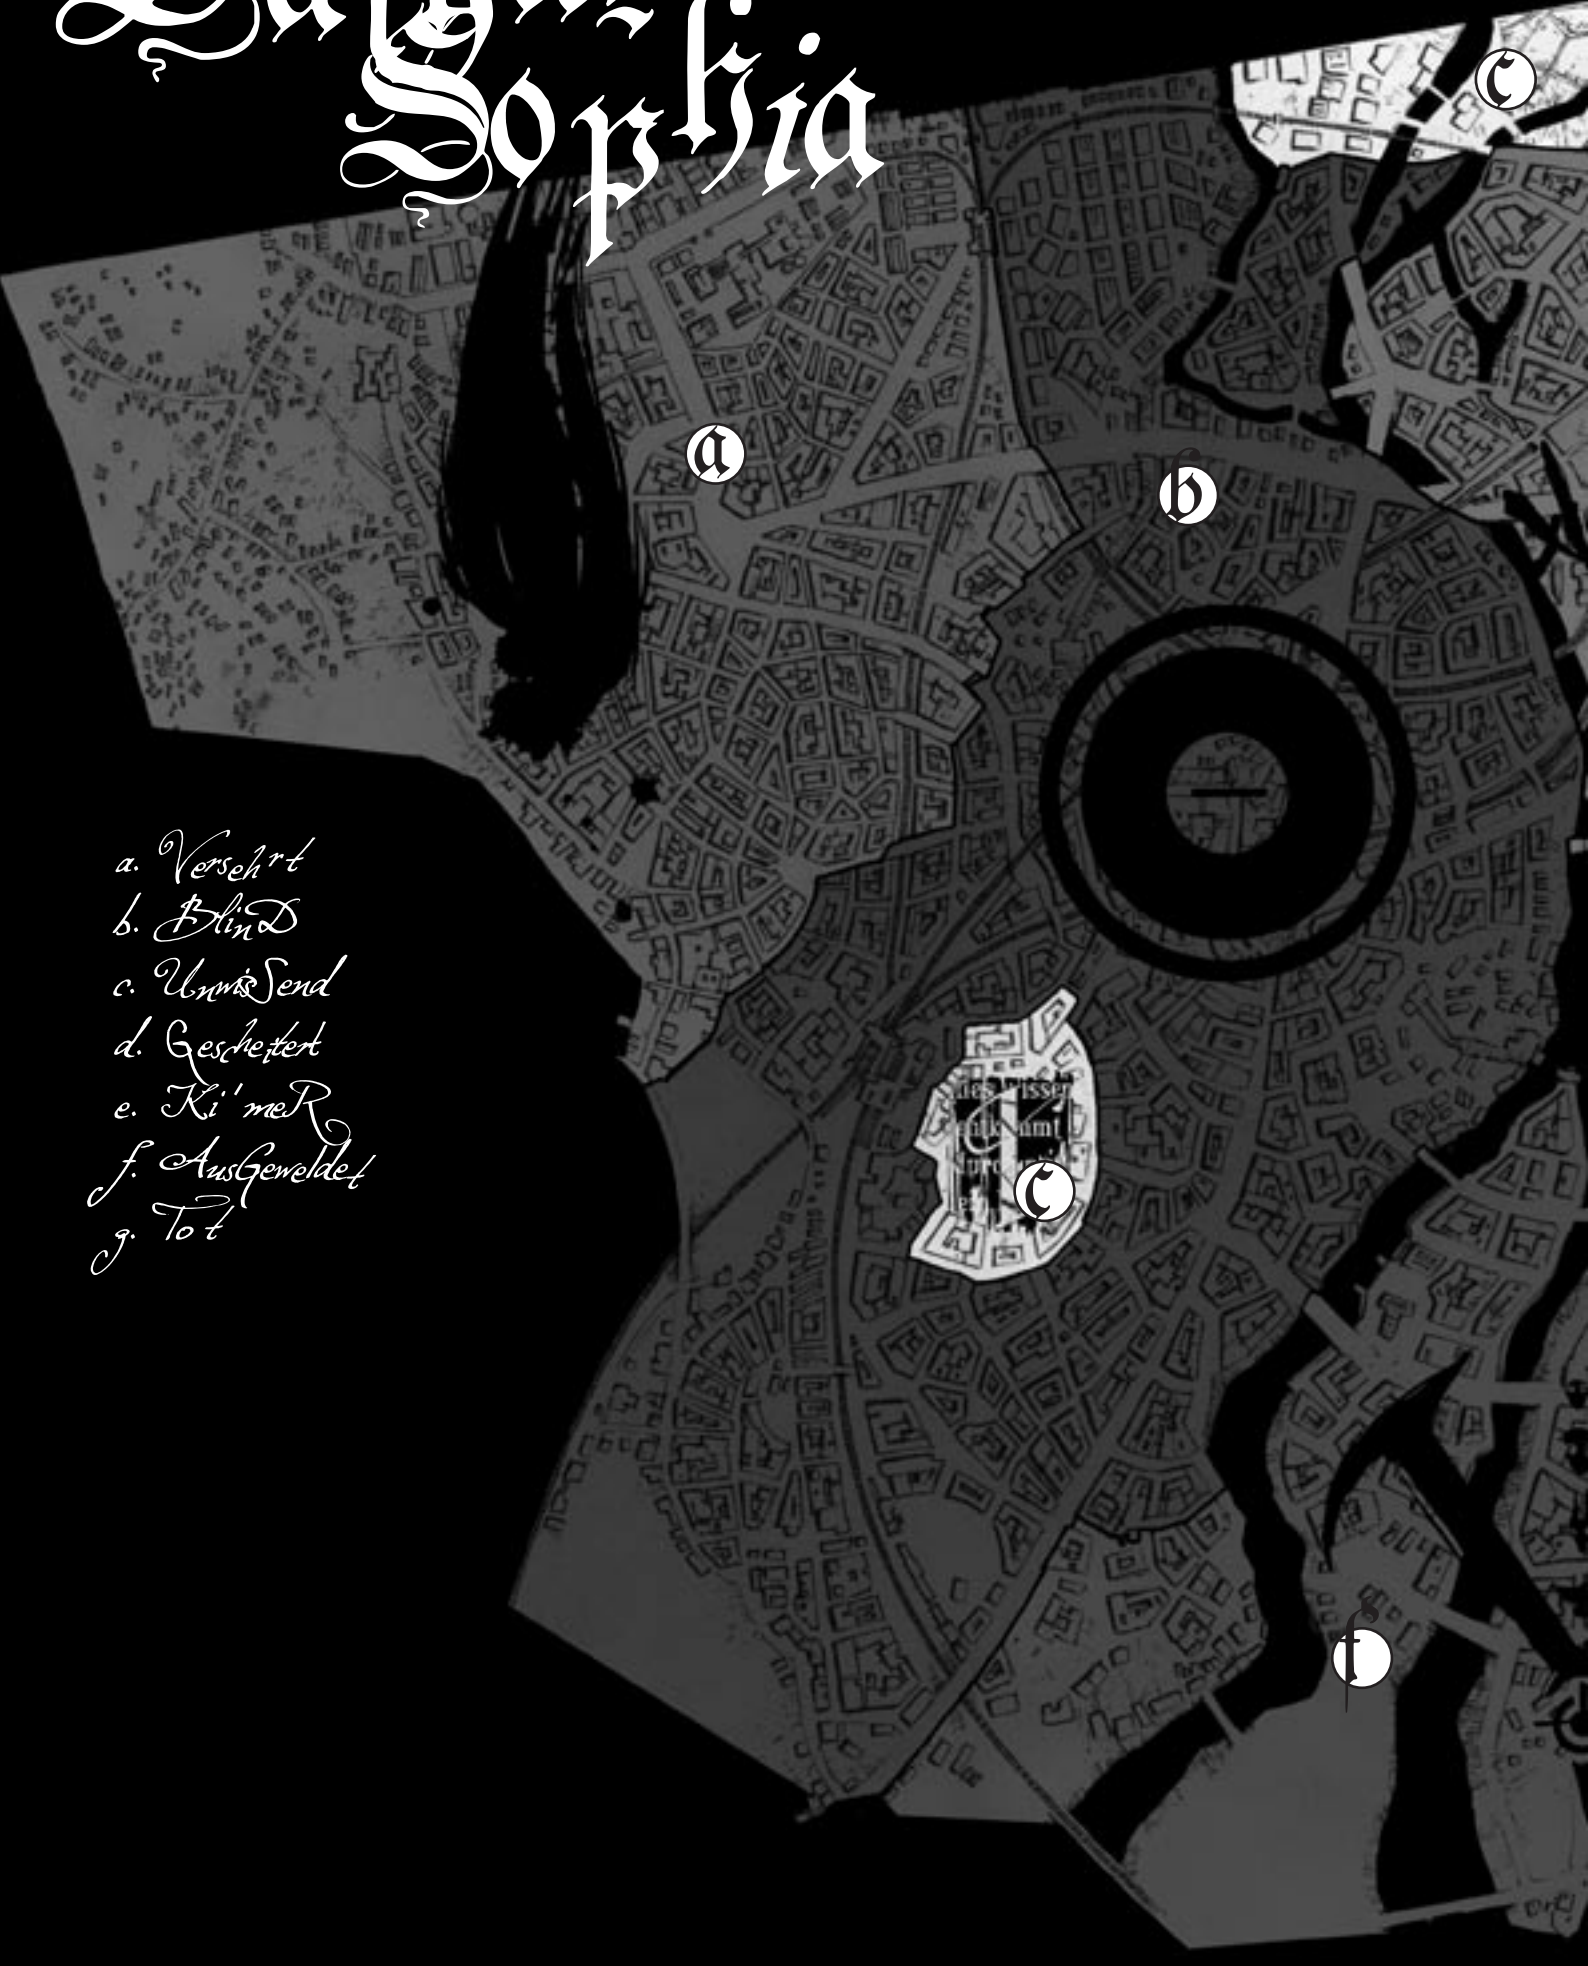 Sophia
c
a
b
a. Versehrt
b. BlinD
c. UnwisSend
d. Gescheitert
e. Ki'meR
f. AusGeweldet
g. Tot
c
f